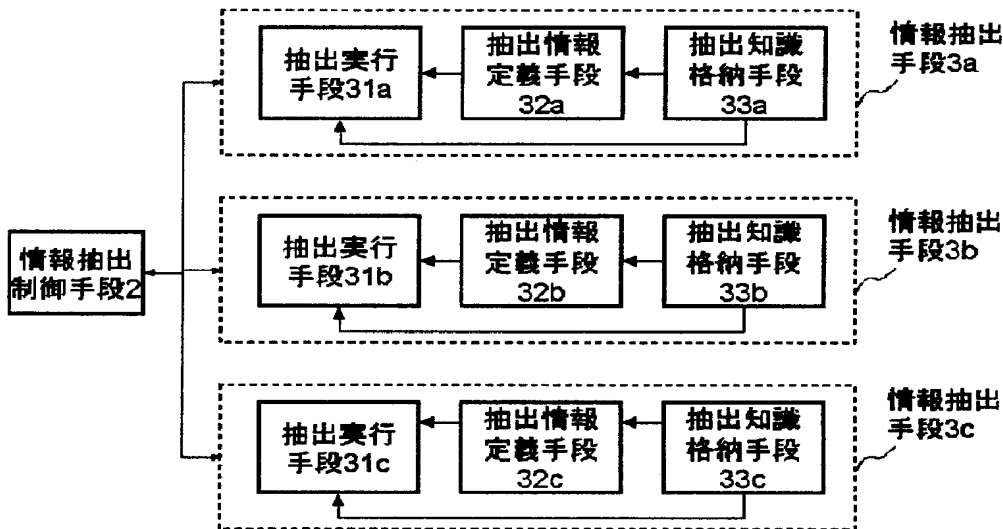 抽出実行
手段31a
抽出情報
定義手段
32a
抽出知識
格納手段
33a
情報抽出
手段3a
情報抽出
制御手段2
抽出実行
手段31b
抽出情報
定義手段
32b
抽出知識
格納手段
33b
情報抽出
手段3b
抽出実行
手段31c
抽出情報
定義手段
32c
抽出知識
格納手段
33c
情報抽出
手段3c